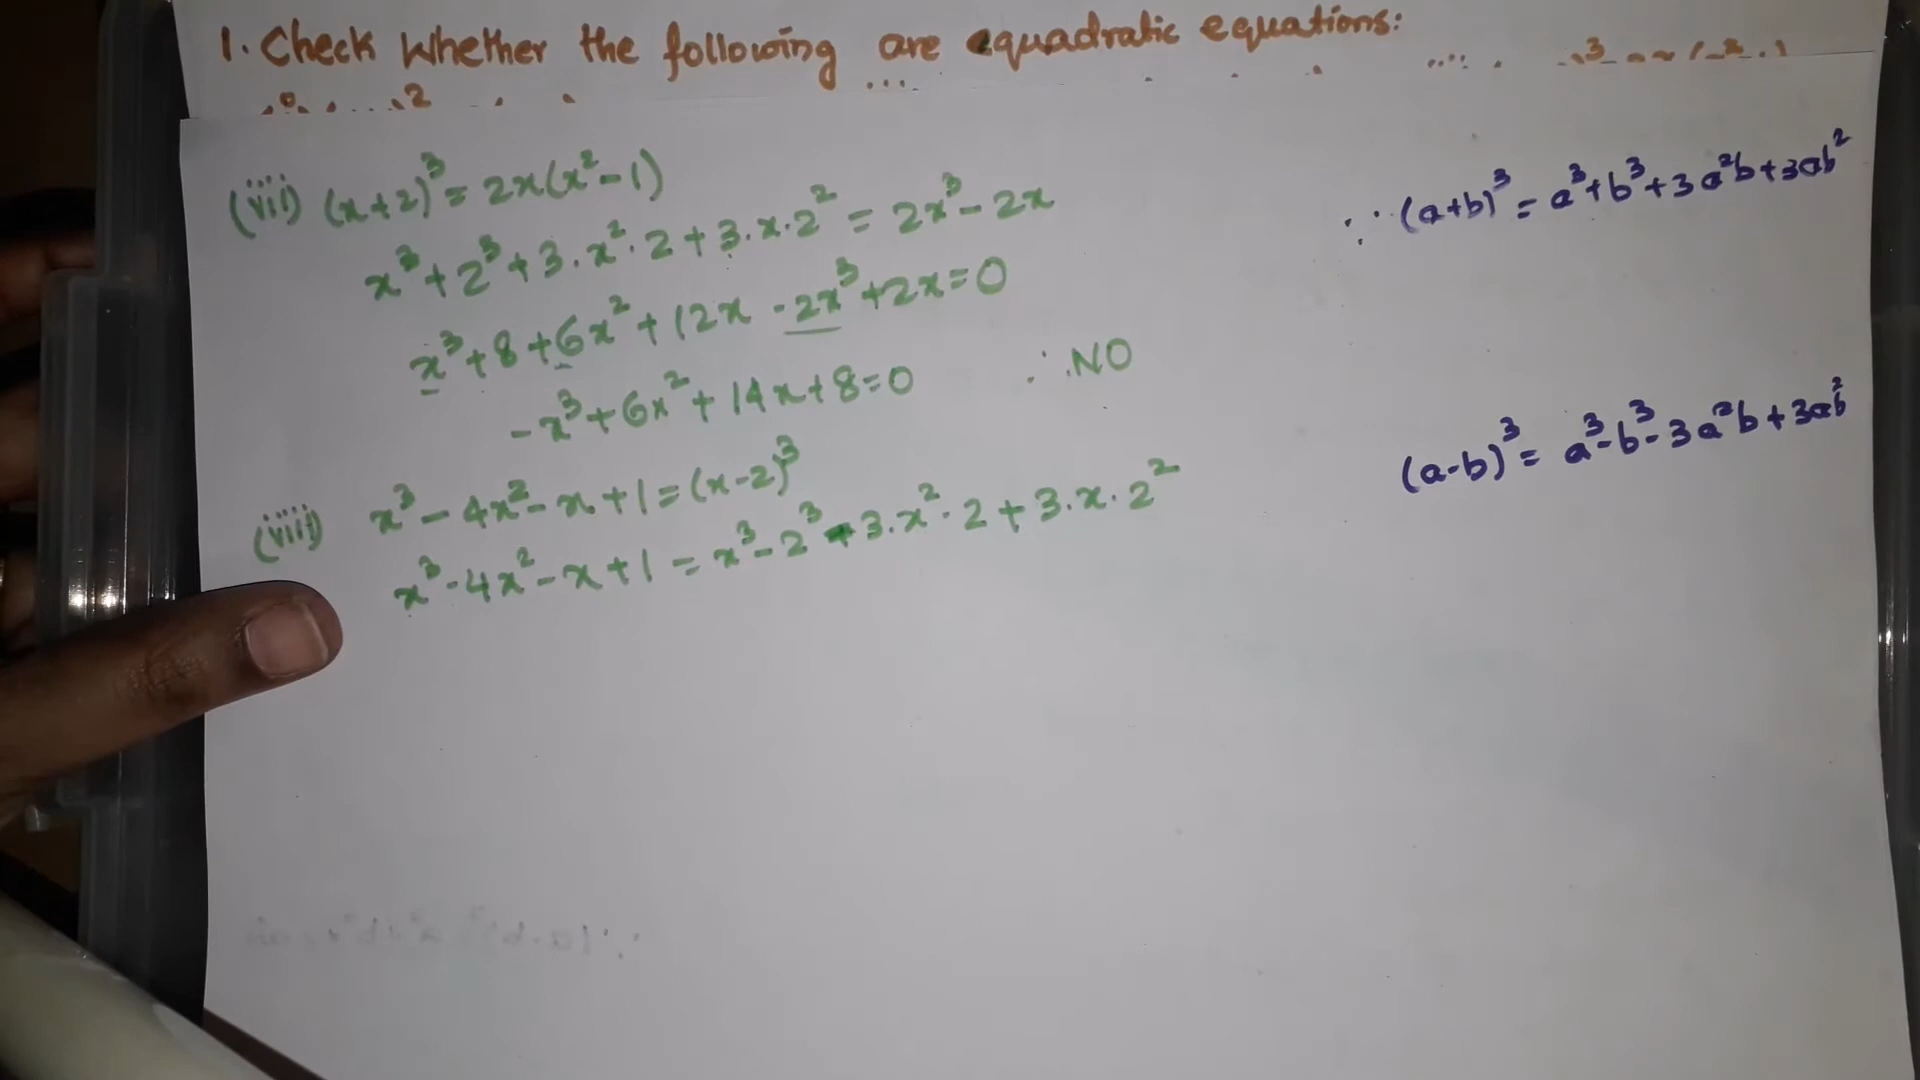 1. Check Whether the following are quadratic equations:
(vii) (x+2)³ = 2x(x²-1)
x³+2³+3.x².2+3.x.2² = 2x³-2x
∵ (a+b)³ = a³+b³+3a²b+3ab²
x³+8+6x²+12x-2x³+2x=0
-x³+6x²+14x+8=0 ∴ NO
(viii) x³-4x²-x+1=(x-2)³
(a-b)³ = a³-b³-3a²b+3ab²
x³-4x²-x+1 = x³-2³-3.x².2+3.x.2²